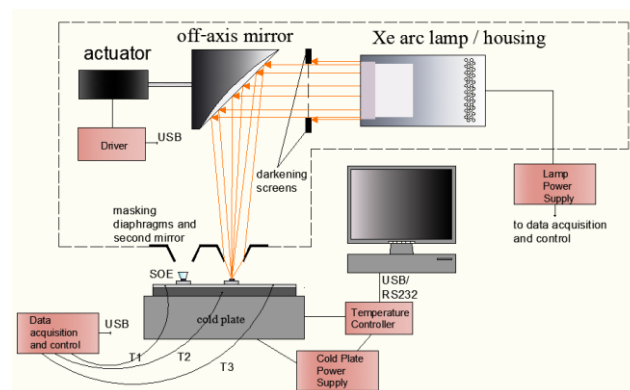 actuator
off-axis mirror
Xe arc lamp / housing
Driver
USB
darkening
screens
Lamp
Power
Supply
to data acquisition
and control
masking
diaphragms and
second mirror
SOE
cold plate
USB/
RS232
Temperature
Controller
Data
acquisition
and control
USB
T1
T2
T3
Cold Plate
Power
Supply